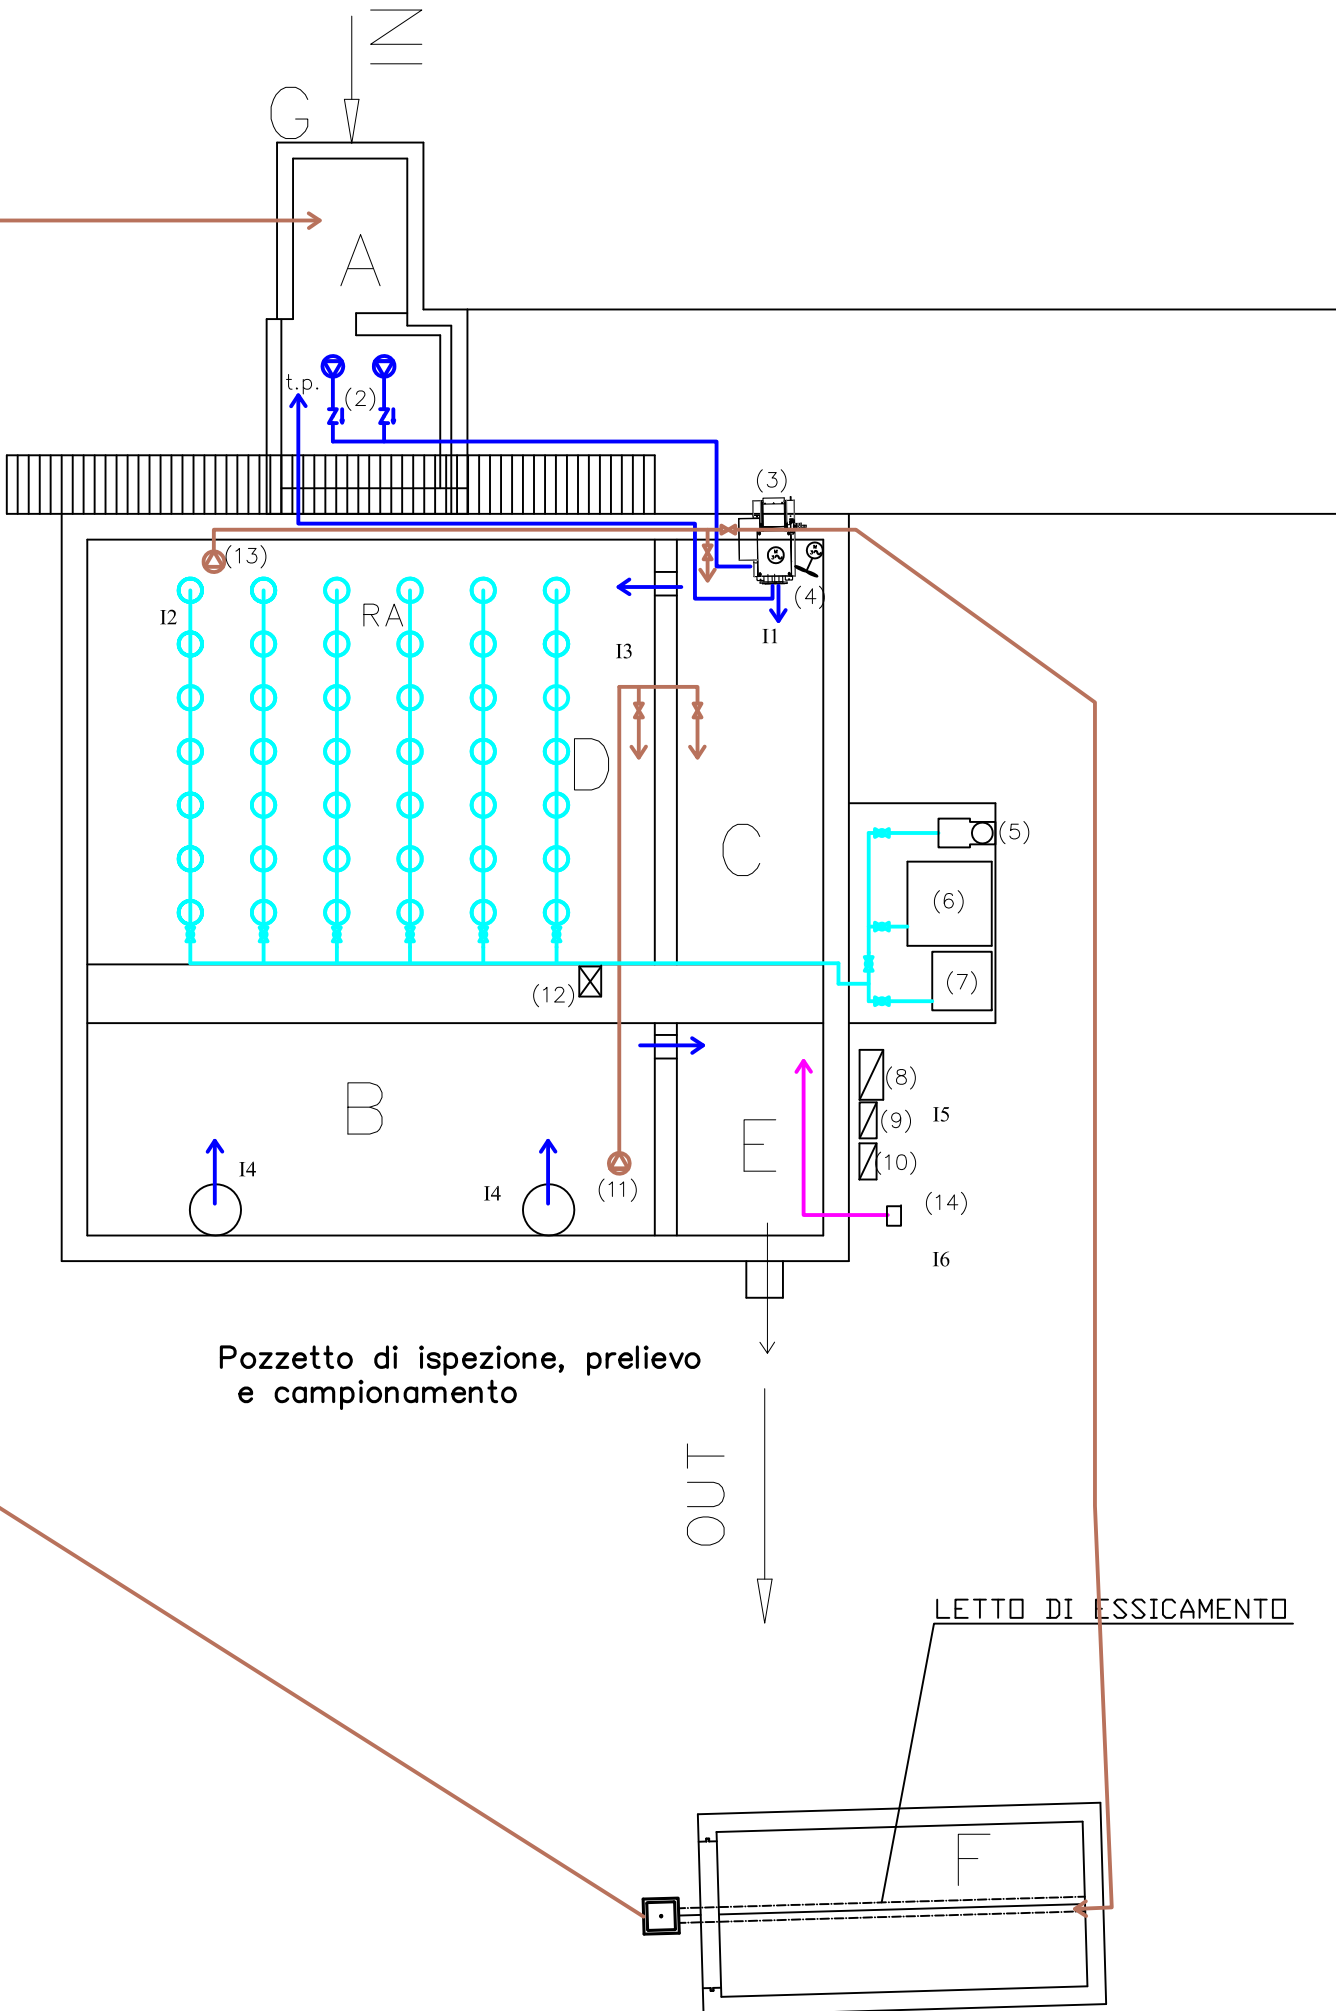 IN
G
A
t.p.
(2)
(3)
(13)
(4)
I2
RA
I1
I3
D
C
(5)
(6)
(7)
(12)
B
(8)
I5
(9)
E
(10)
I4
I4
(11)
(14)
I6
Pozzetto di ispezione, prelievo
e campionamento
OUT
LETTO DI ESSICAMENTO
F